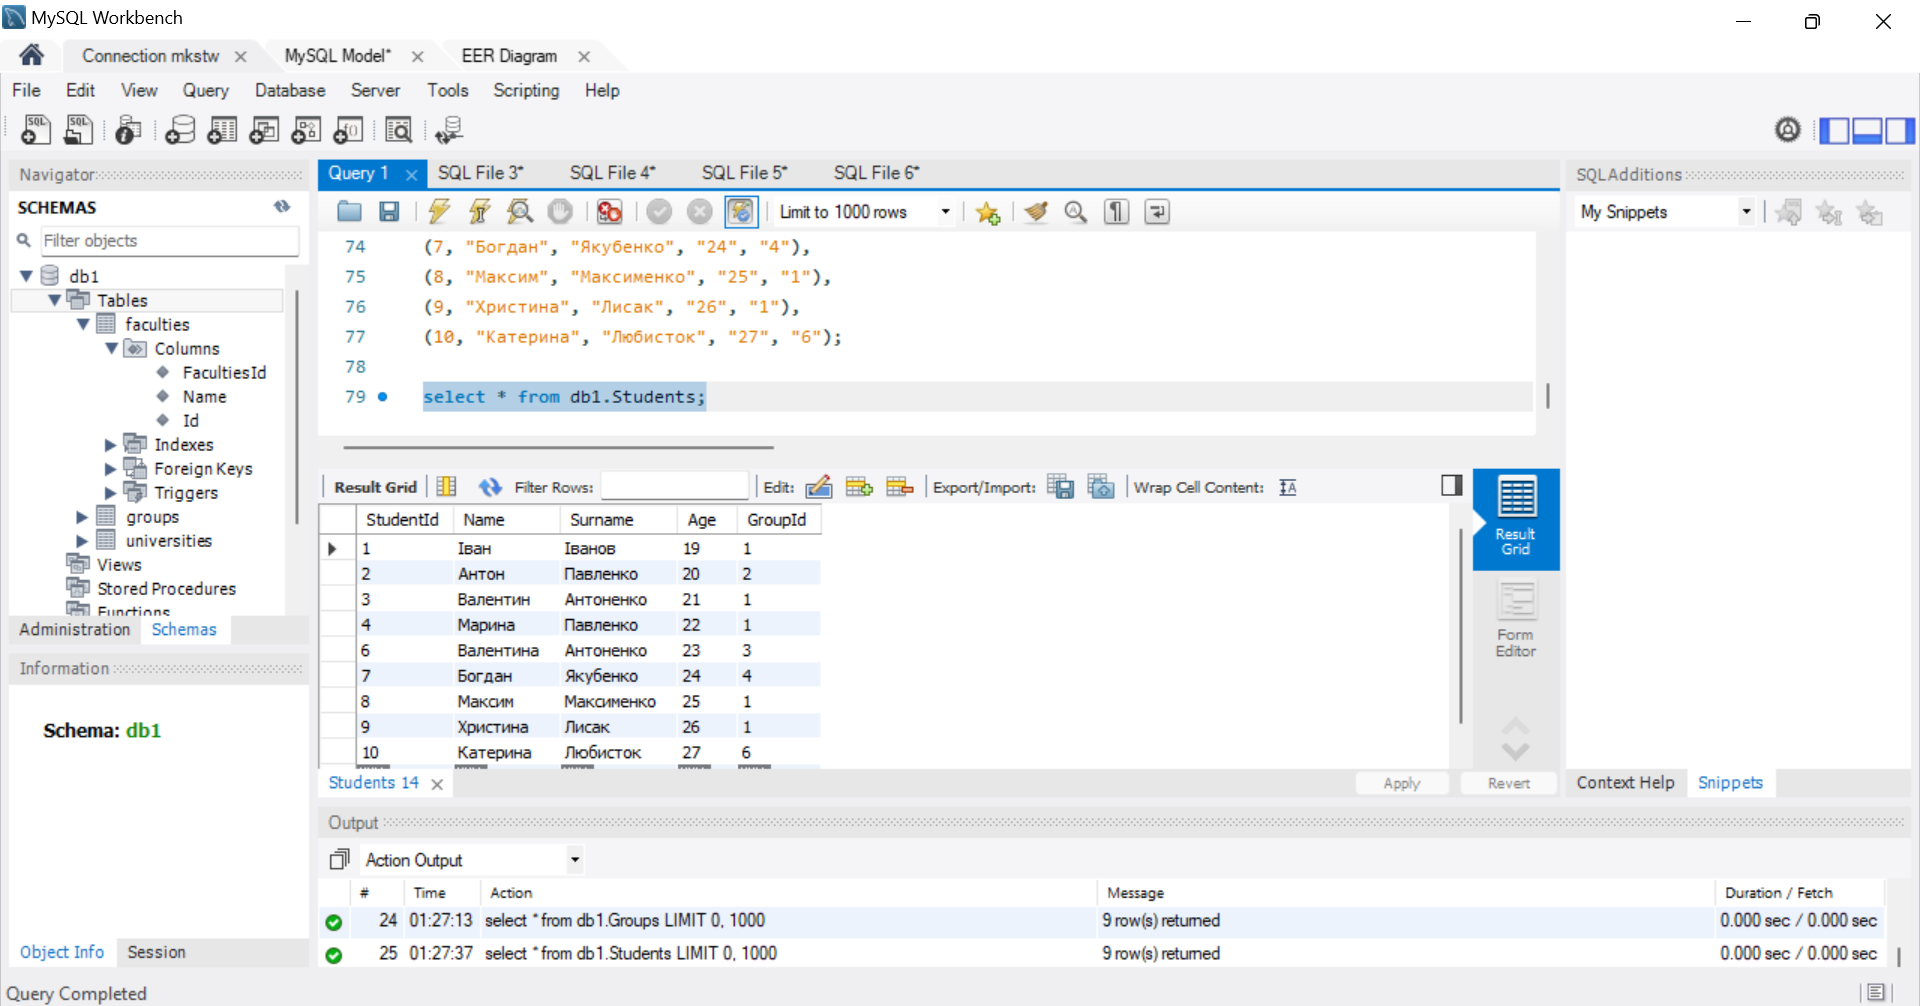 MySQL Workbench
Connection mkstw
MySQL Model*
EER Diagram
File Edit View Query Database Server Tools Scripting Help
Navigator
SCHEMAS
Filter objects
db1
Tables
faculties
Columns
FacultiesId
Name
Id
Indexes
Foreign Keys
Triggers
groups
universities
Views
Stored Procedures
Functions
Administration Schemas
Information
Schema: db1
Object Info Session
Query Completed
Query 1 SQL File 3* SQL File 4* SQL File 5* SQL File 6*
Limit to 1000 rows
74 (7, "Богдан", "Якубенко", "24", "4"),
75 (8, "Максим", "Максименко", "25", "1"),
76 (9, "Христина", "Лисак", "26", "1"),
77 (10, "Катерина", "Любисток", "27", "6");
78
79 select * from db1.Students;
Result Grid Filter Rows: Edit: Export/Import: Wrap Cell Content:
StudentId Name Surname Age GroupId
1 Іван Іванов 19 1
2 Антон Павленко 20 2
3 Валентин Антоненко 21 1
4 Марина Павленко 22 1
6 Валентина Антоненко 23 3
7 Богдан Якубенко 24 4
8 Максим Максименко 25 1
9 Христина Лисак 26 1
10 Катерина Любисток 27 6
Result
Grid
Form
Editor
Students 14
Apply Revert
SQLAdditions
My Snippets
Context Help Snippets
Output
Action Output
# Time Action Message Duration / Fetch
24 01:27:13 select * from db1.Groups LIMIT 0, 1000 9 row(s) returned 0.000 sec / 0.000 sec
25 01:27:37 select * from db1.Students LIMIT 0, 1000 9 row(s) returned 0.000 sec / 0.000 sec